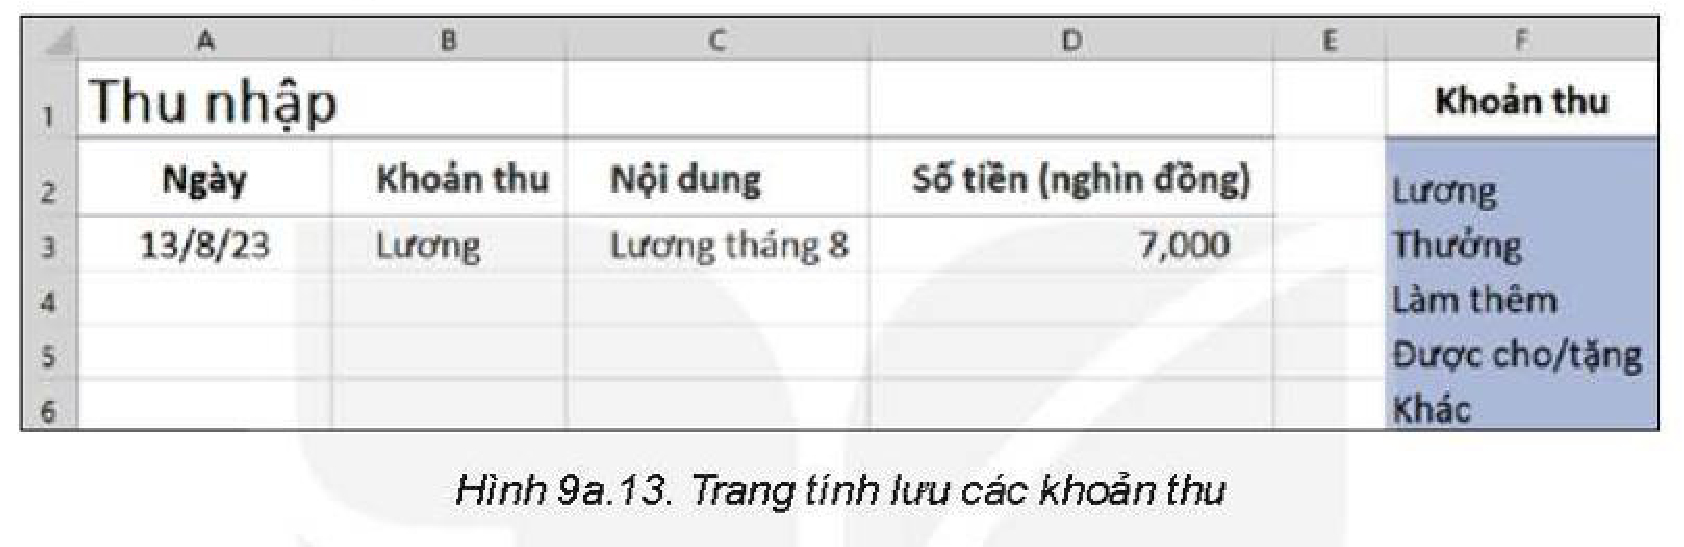 A B C D E F
1 Thu nhập Khoản thu
2 Ngày Khoản thu Nội dung Số tiền (nghìn đồng) Lương
3 13/8/23 Lương Lương tháng 8 7,000 Thưởng
4 Làm thêm
5 Được cho/tặng
6 Khác
Hình 9a.13. Trang tính lưu các khoản thu